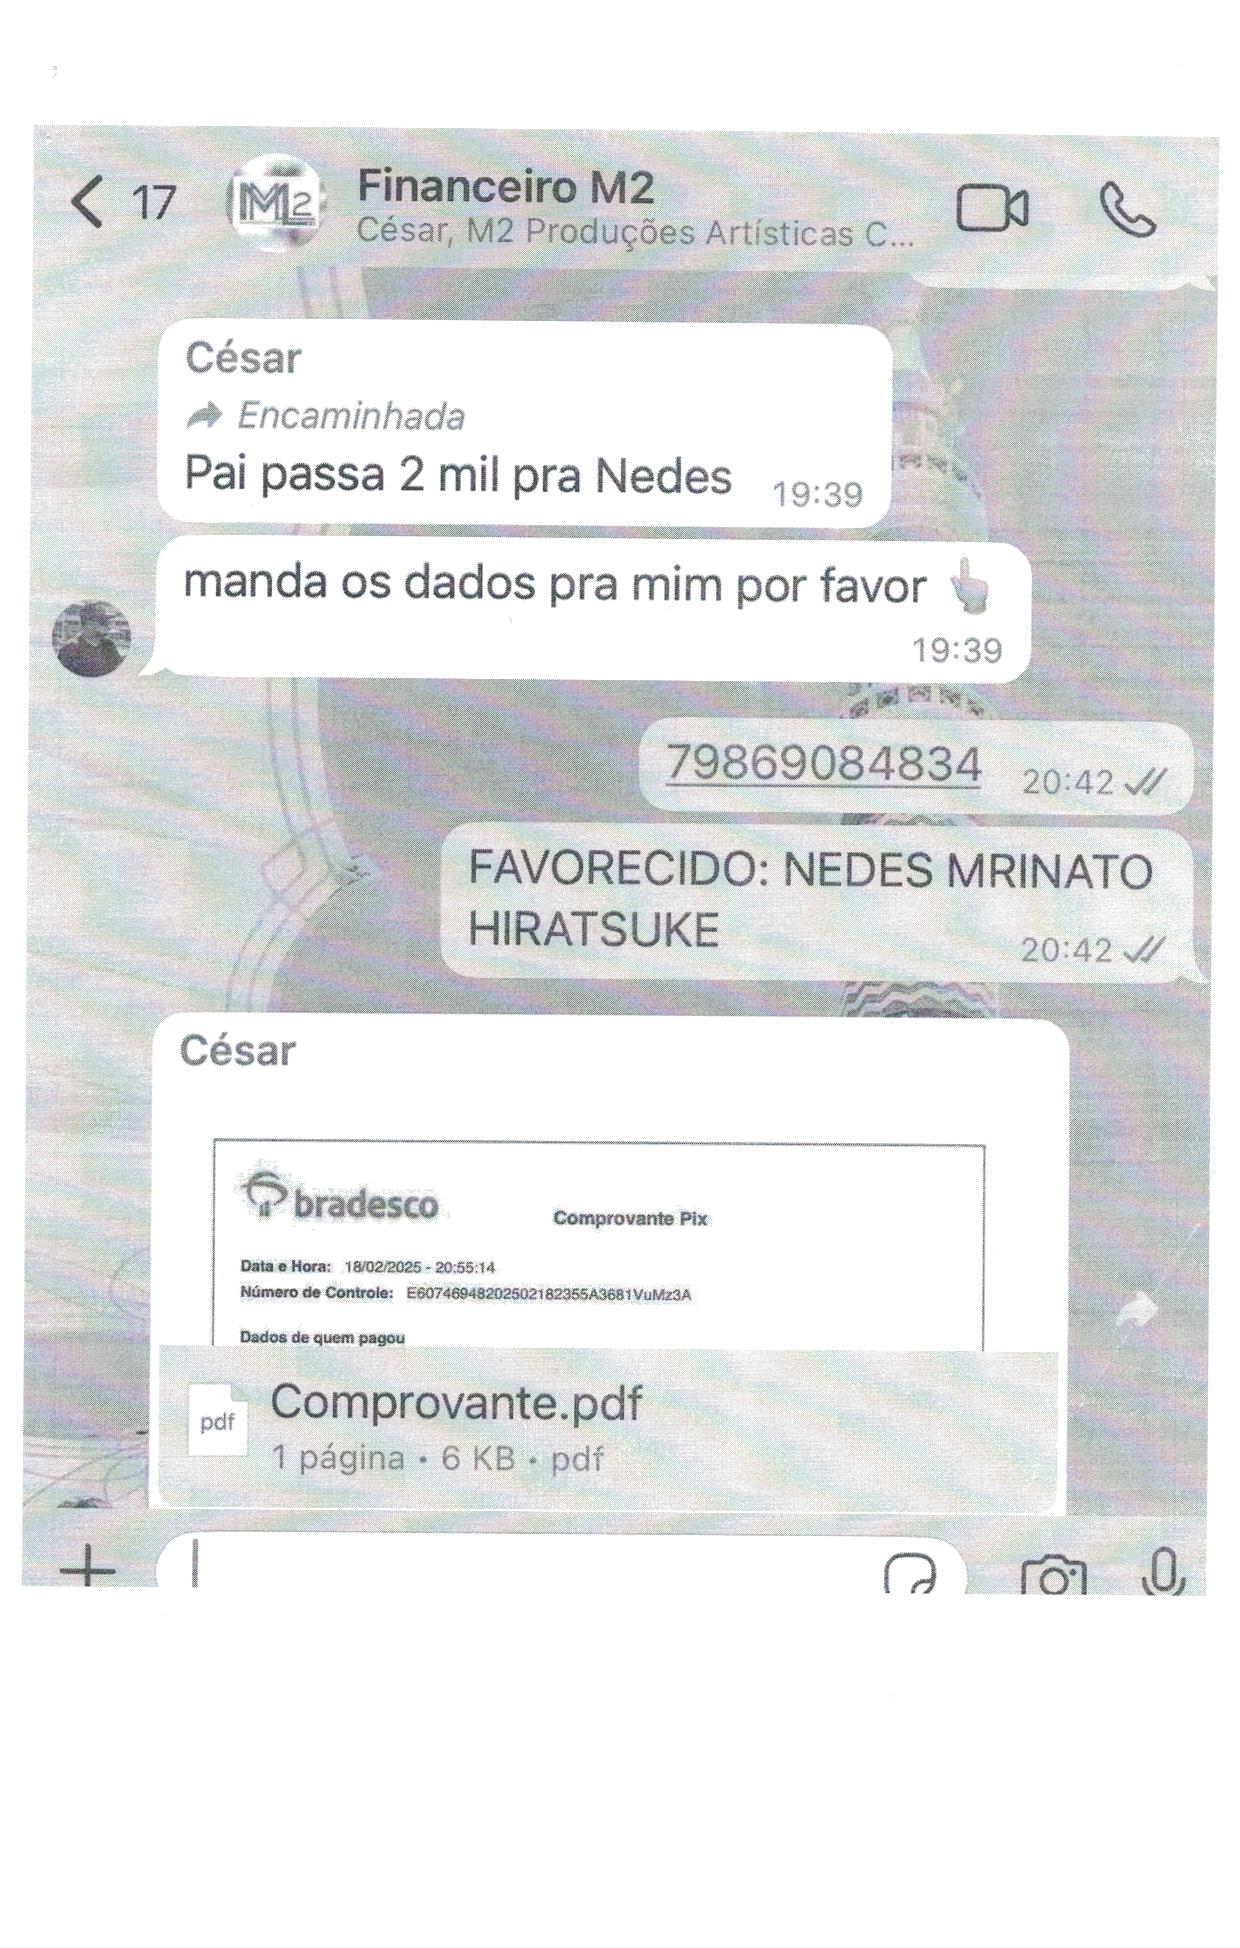 17
M2
Financeiro M2
César, M2 Produções Artísticas C...
César
Encaminhada
Pai passa 2 mil pra Nedes 19:39
manda os dados pra mim por favor 👆
19:39
79869084834 20:42
FAVORECIDO: NEDES MRINATO
HIRATSUKE 20:42
César
bradesco
Comprovante Pix
Data e Hora: 18/02/2025 - 20:55:14
Número de Controle: E60746948202502182355A3681VuMz3A
Dados de quem pagou
pdf
Comprovante.pdf
1 página • 6 KB • pdf